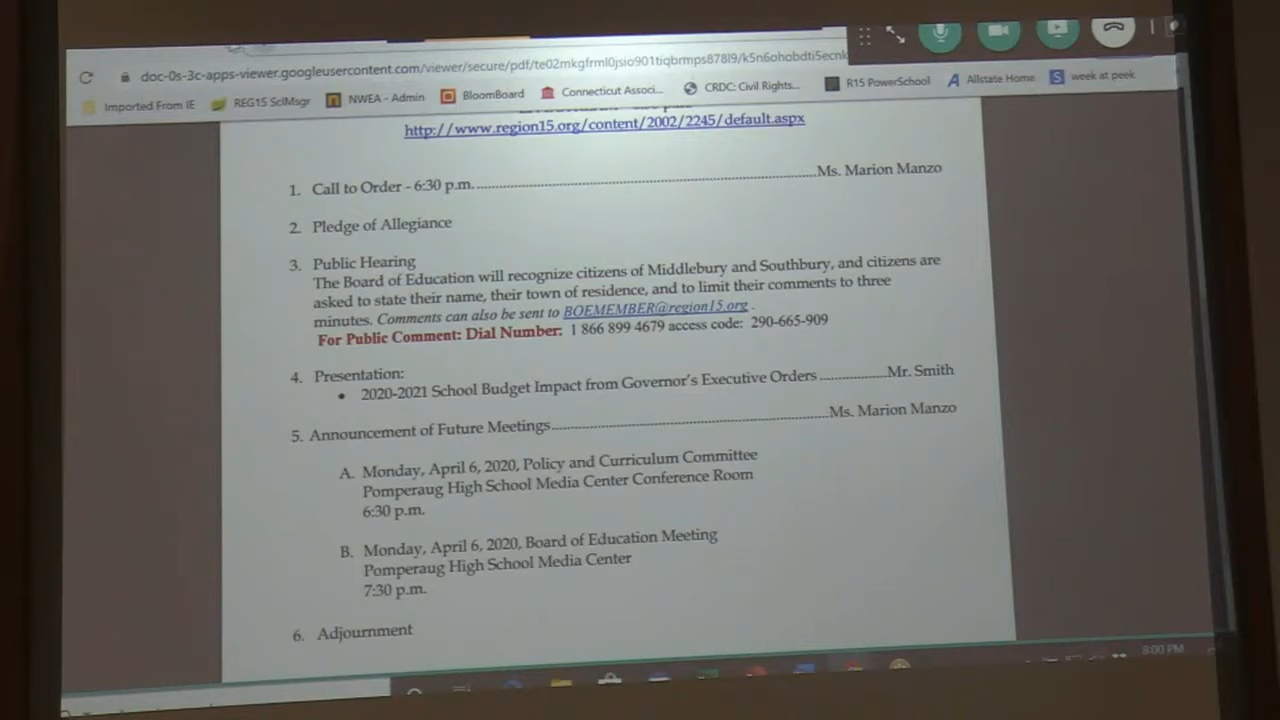 doc-0s-3c-apps-viewer.googleusercontent.com/viewer/secure/pdf/te02mkgfrml0jsio901tiqbrmps878l9/k5n6ohobdti5ecnk
Imported From IE REG15 SclMsgr NWEA - Admin BloomBoard Connecticut Associ... CRDC: Civil Rights... R15 PowerSchool Allstate Home week at peek
http://www.region15.org/content/2002/2245/default.aspx
1. Call to Order - 6:30 p.m. Ms. Marion Manzo
2. Pledge of Allegiance
3. Public Hearing
The Board of Education will recognize citizens of Middlebury and Southbury, and citizens are
asked to state their name, their town of residence, and to limit their comments to three
minutes. Comments can also be sent to BOEMEMBER@region15.org .
For Public Comment: Dial Number: 1 866 899 4679 access code: 290-665-909
4. Presentation:
• 2020-2021 School Budget Impact from Governor's Executive Orders ................Mr. Smith
5. Announcement of Future Meetings................Ms. Marion Manzo
A. Monday, April 6, 2020, Policy and Curriculum Committee
Pomperaug High School Media Center Conference Room
6:30 p.m.
B. Monday, April 6, 2020, Board of Education Meeting
Pomperaug High School Media Center
7:30 p.m.
6. Adjournment
8:00 PM